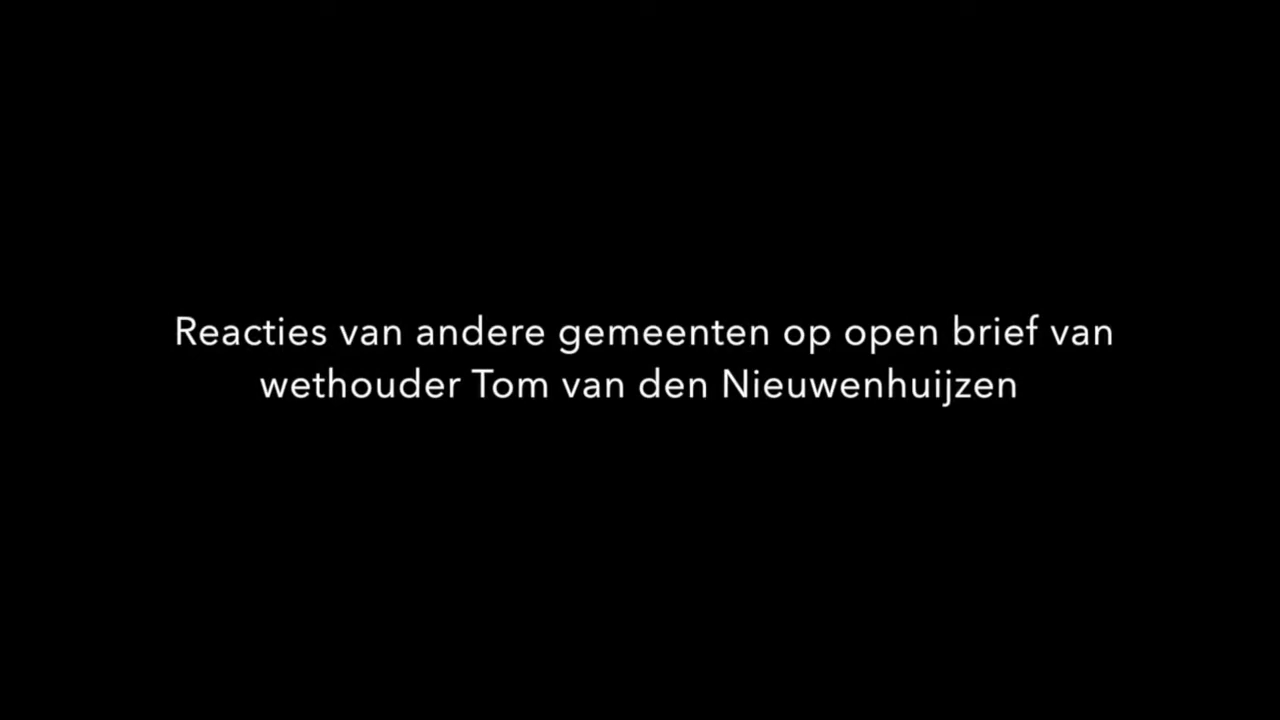 Reacties van andere gemeenten op open brief van
wethouder Tom van den Nieuwenhuijzen